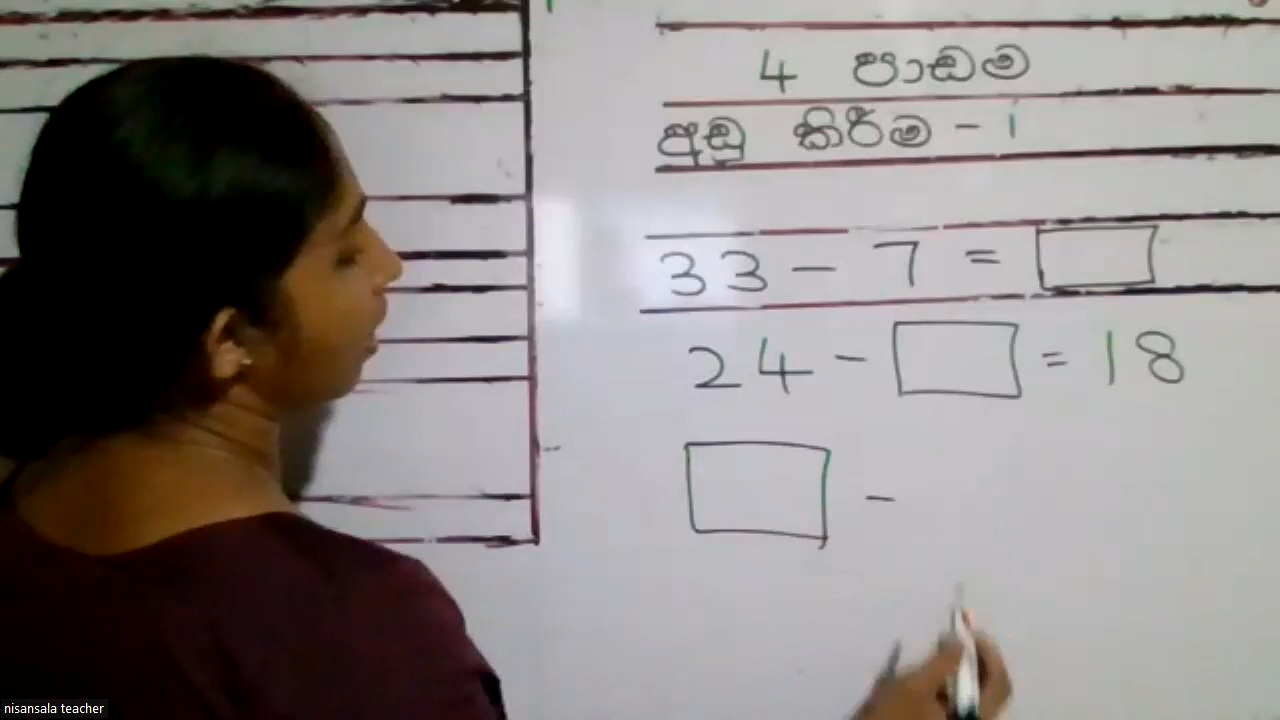 4 පාඩම
අඩු කිරීම - 1
33 - 7 = □
24 - □ = 18
□ -
nisansala teacher